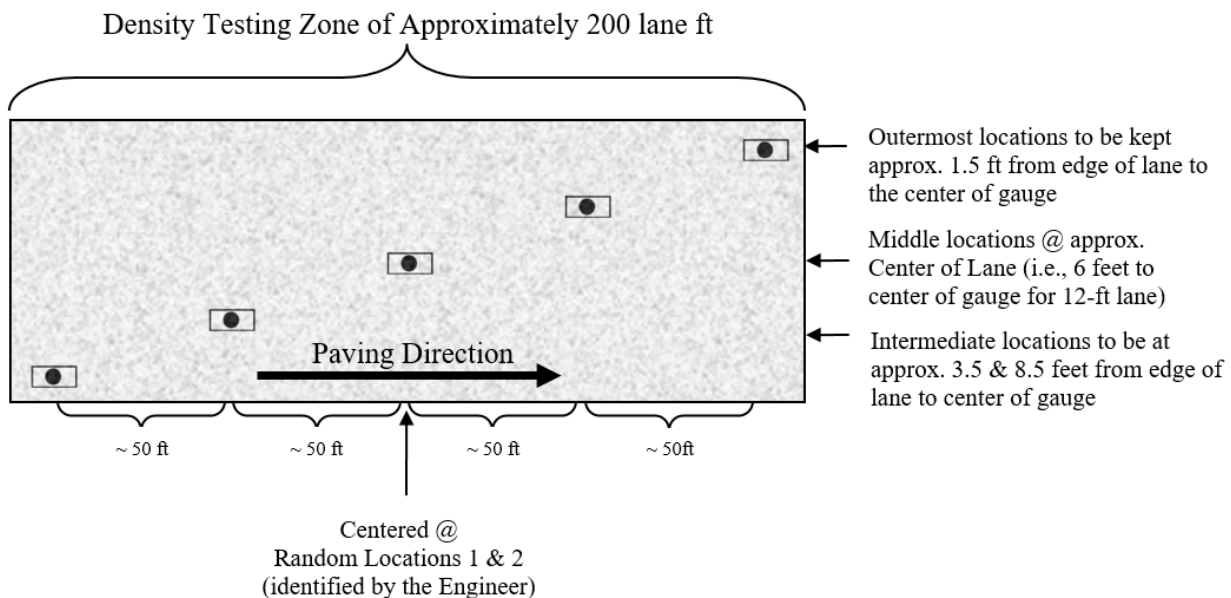 Density Testing Zone of Approximately 200 lane ft
Outermost locations to be kept
approx. 1.5 ft from edge of lane to
the center of gauge
Middle locations @ approx.
Center of Lane (i.e., 6 feet to
center of gauge for 12-ft lane)
Intermediate locations to be at
approx. 3.5 & 8.5 feet from edge of
lane to center of gauge
Paving Direction
~ 50 ft
~ 50 ft
~ 50 ft
~ 50ft
Centered @
Random Locations 1 & 2
(identified by the Engineer)